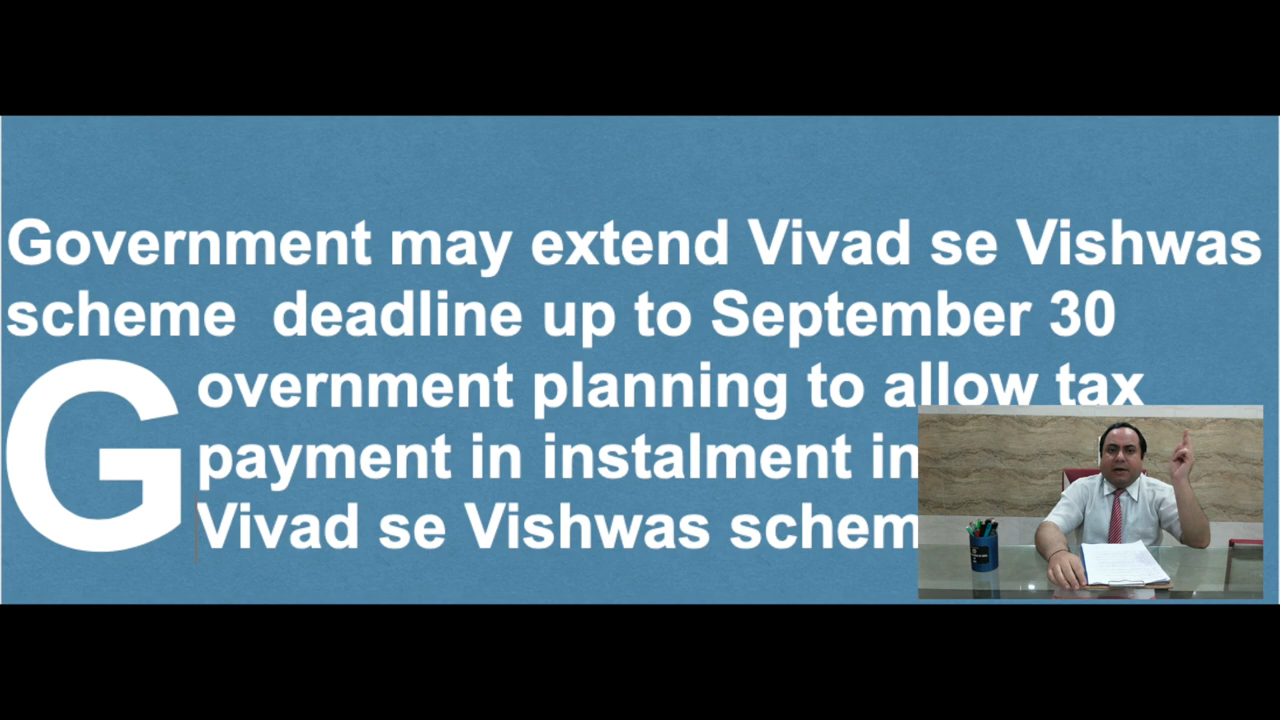 Government may extend Vivad se Vishwas
scheme deadline up to September 30
Government planning to allow tax
payment in instalment in
Vivad se Vishwas schem